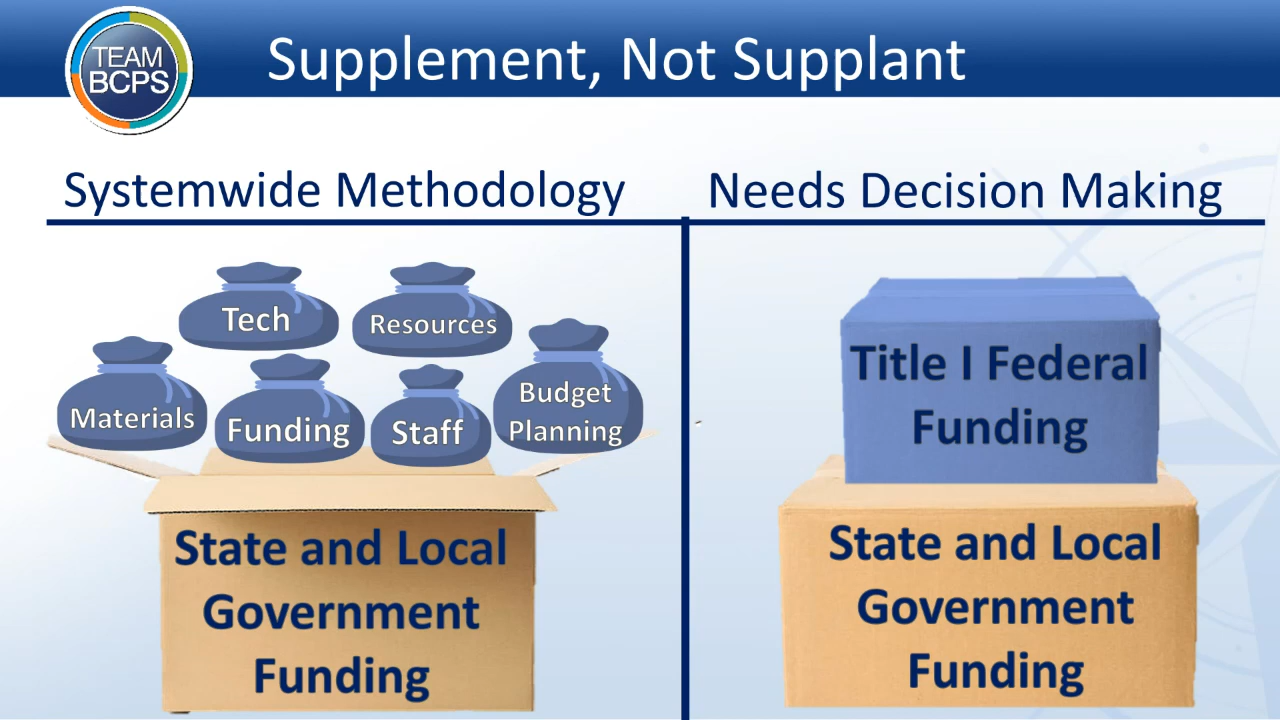 TEAM
BCPS
Supplement, Not Supplant
Systemwide Methodology
Needs Decision Making
Tech
Resources
Materials
Funding
Staff
Budget
Planning
State and Local
Government
Funding
Title I Federal
Funding
State and Local
Government
Funding